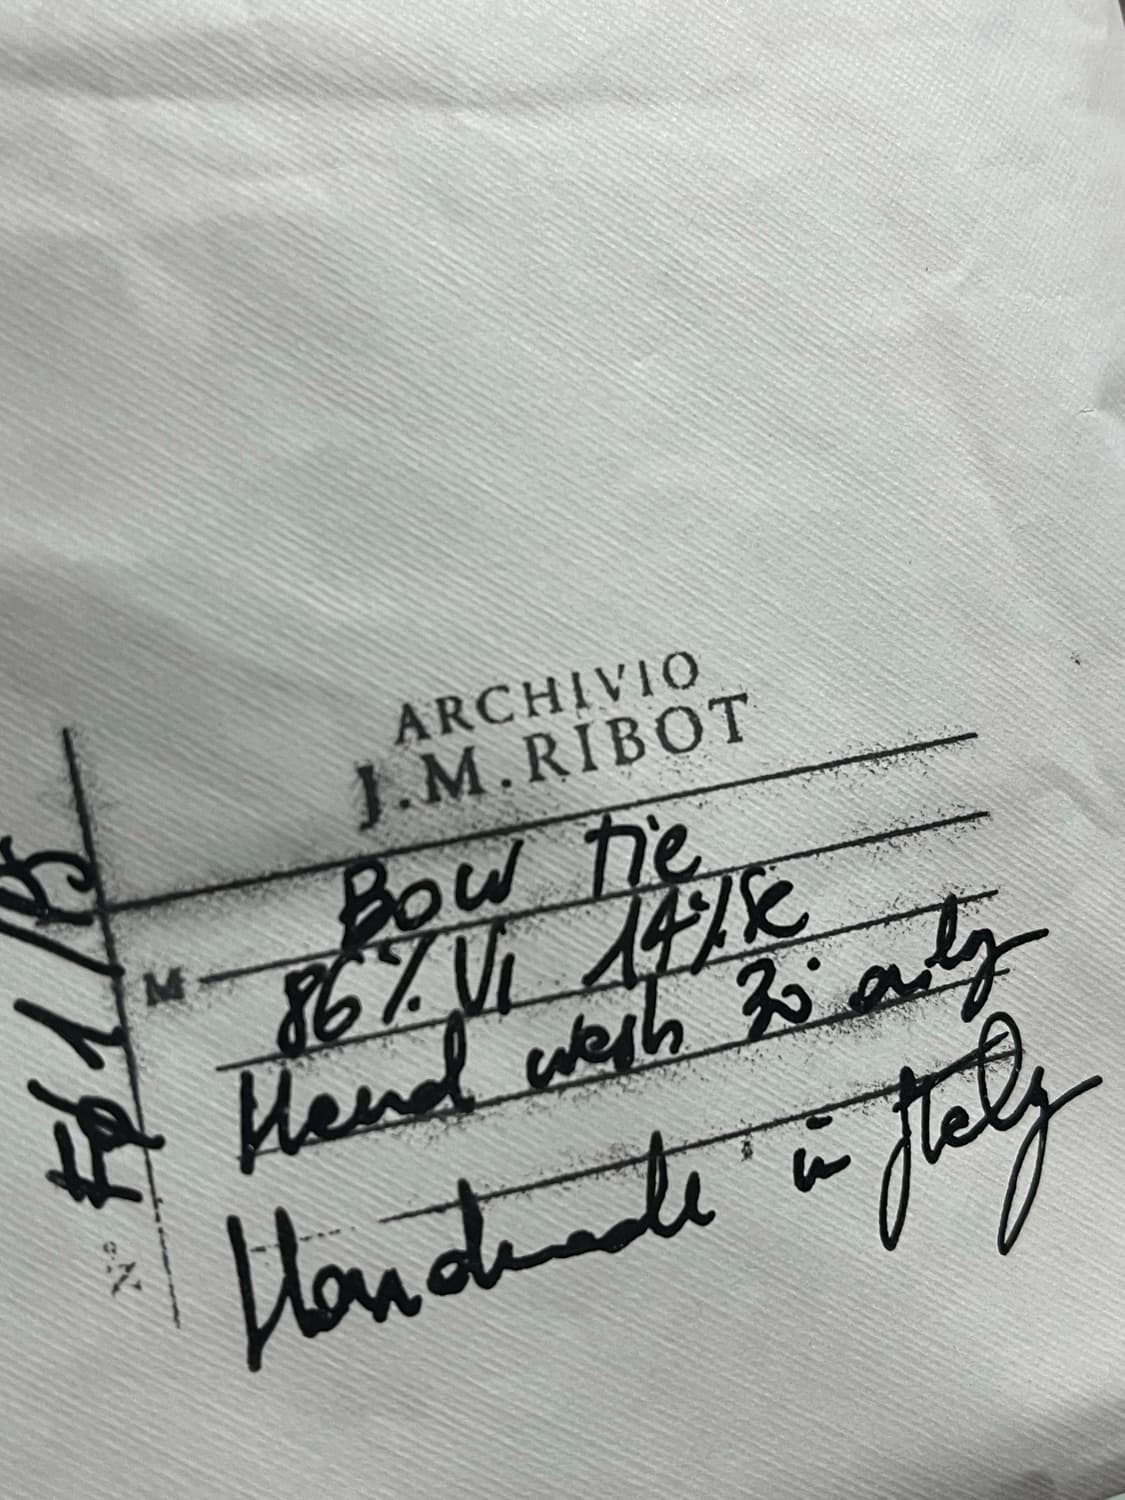 ARCHIVIO
J.M.RIBOT
Bow tie
M
86% VI 14% SE
Hand wash 30° only
Handmade in Italy
N°